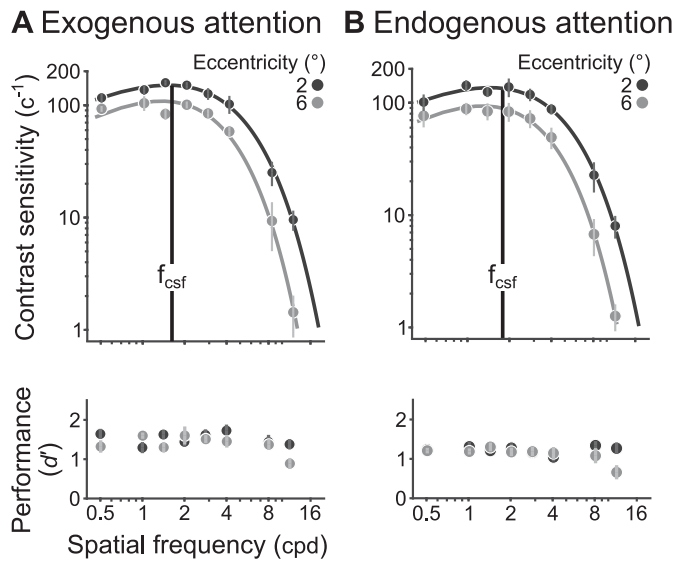 A Exogenous attention
B Endogenous attention
Eccentricity (°)
2
6
Eccentricity (°)
2
6
Contrast sensitivity (c⁻¹)
200
100
10
1
200
100
10
1
f_csf
f_csf
Performance
(d′)
2
1
0
2
1
0
0.5 1 2 4 8 16
0.5 1 2 4 8 16
Spatial frequency (cpd)